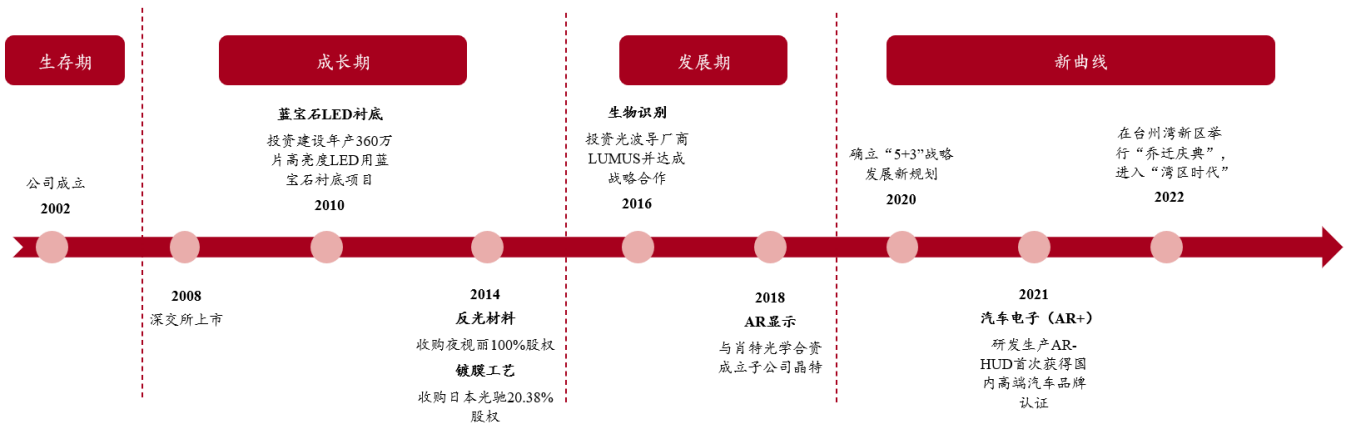 生存期
成长期
发展期
新曲线
公司成立
2002
2008
深交所上市
蓝宝石LED衬底
投资建设年产360万
片高亮度LED用蓝
宝石衬底项目
2010
2014
反光材料
收购夜视丽100%股权
镀膜工艺
收购日本光驰20.38%
股权
生物识别
投资光波导厂商
LUMUS并达成
战略合作
2016
2018
AR显示
与肖特光学合资
成立子公司晶特
确立“5+3”战略
发展新规划
2020
2021
汽车电子（AR+）
研发生产AR-
HUD首次获得国
内高端汽车品牌
认证
在台州湾新区举
行“乔迁庆典”，
进入“湾区时代”
2022